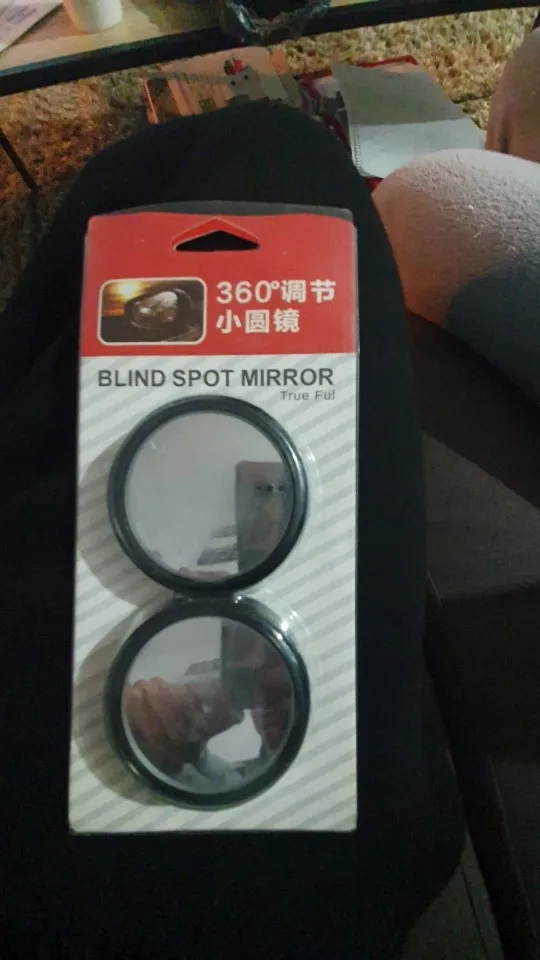 360°调节
小圆镜
BLIND SPOT MIRROR
True Ful